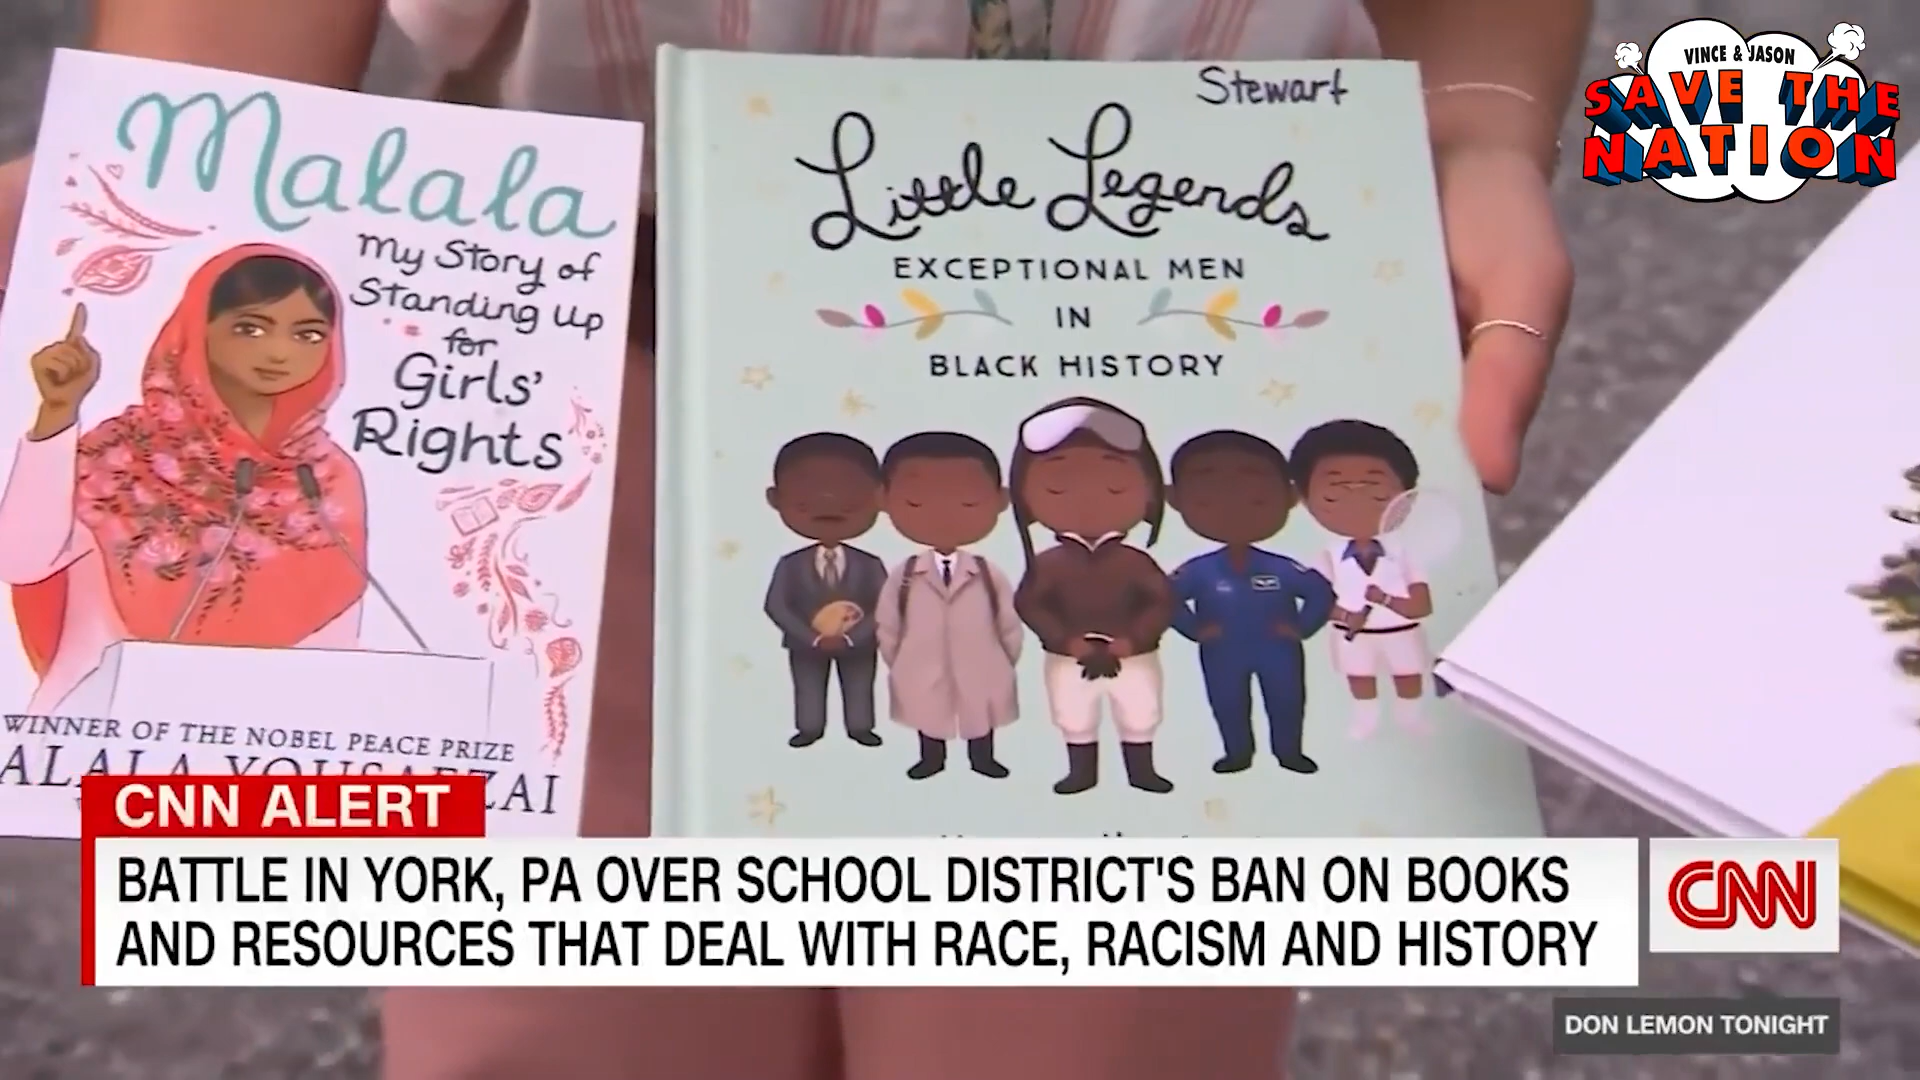 VINCE & JASON
SAVE THE
NATION
Malala
My Story of
Standing Up
for
Girls'
Rights
WINNER OF THE NOBEL PEACE PRIZE
Stewart
Little Legends
EXCEPTIONAL MEN
IN
BLACK HISTORY
CNN ALERT
BATTLE IN YORK, PA OVER SCHOOL DISTRICT'S BAN ON BOOKS
AND RESOURCES THAT DEAL WITH RACE, RACISM AND HISTORY
CNN
DON LEMON TONIGHT